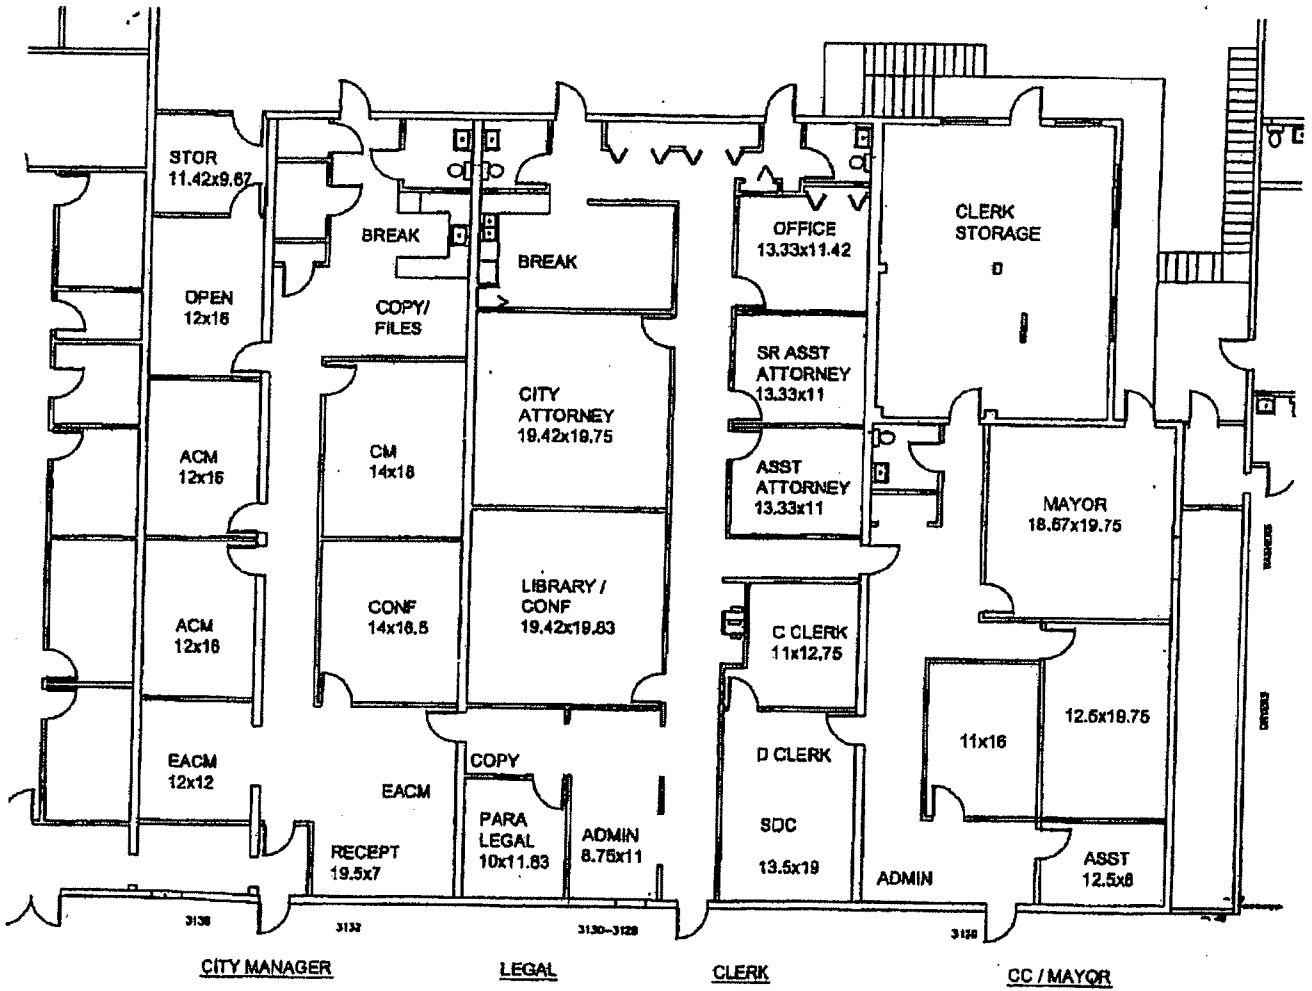 STOR
11.42x9.67
OPEN
12x16
ACM
12x16
ACM
12x16
EACM
12x12
BREAK
COPY/
FILES
CM
14x18
CONF
14x16.5
EACM
RECEPT
19.5x7
BREAK
CITY
ATTORNEY
19.42x19.75
LIBRARY /
CONF
19.42x19.83
COPY
PARA
LEGAL
10x11.83
ADMIN
8.75x11
OFFICE
13.33x11.42
SR ASST
ATTORNEY
13.33x11
ASST
ATTORNEY
13.33x11
C CLERK
11x12.75
D CLERK
SDC
13.5x19
CLERK
STORAGE
MAYOR
18.67x19.75
11x16
12.5x19.75
ADMIN
ASST
12.5x8
WASHERS
DRYERS
3132
CITY MANAGER
LEGAL
CLERK
CC / MAYOR